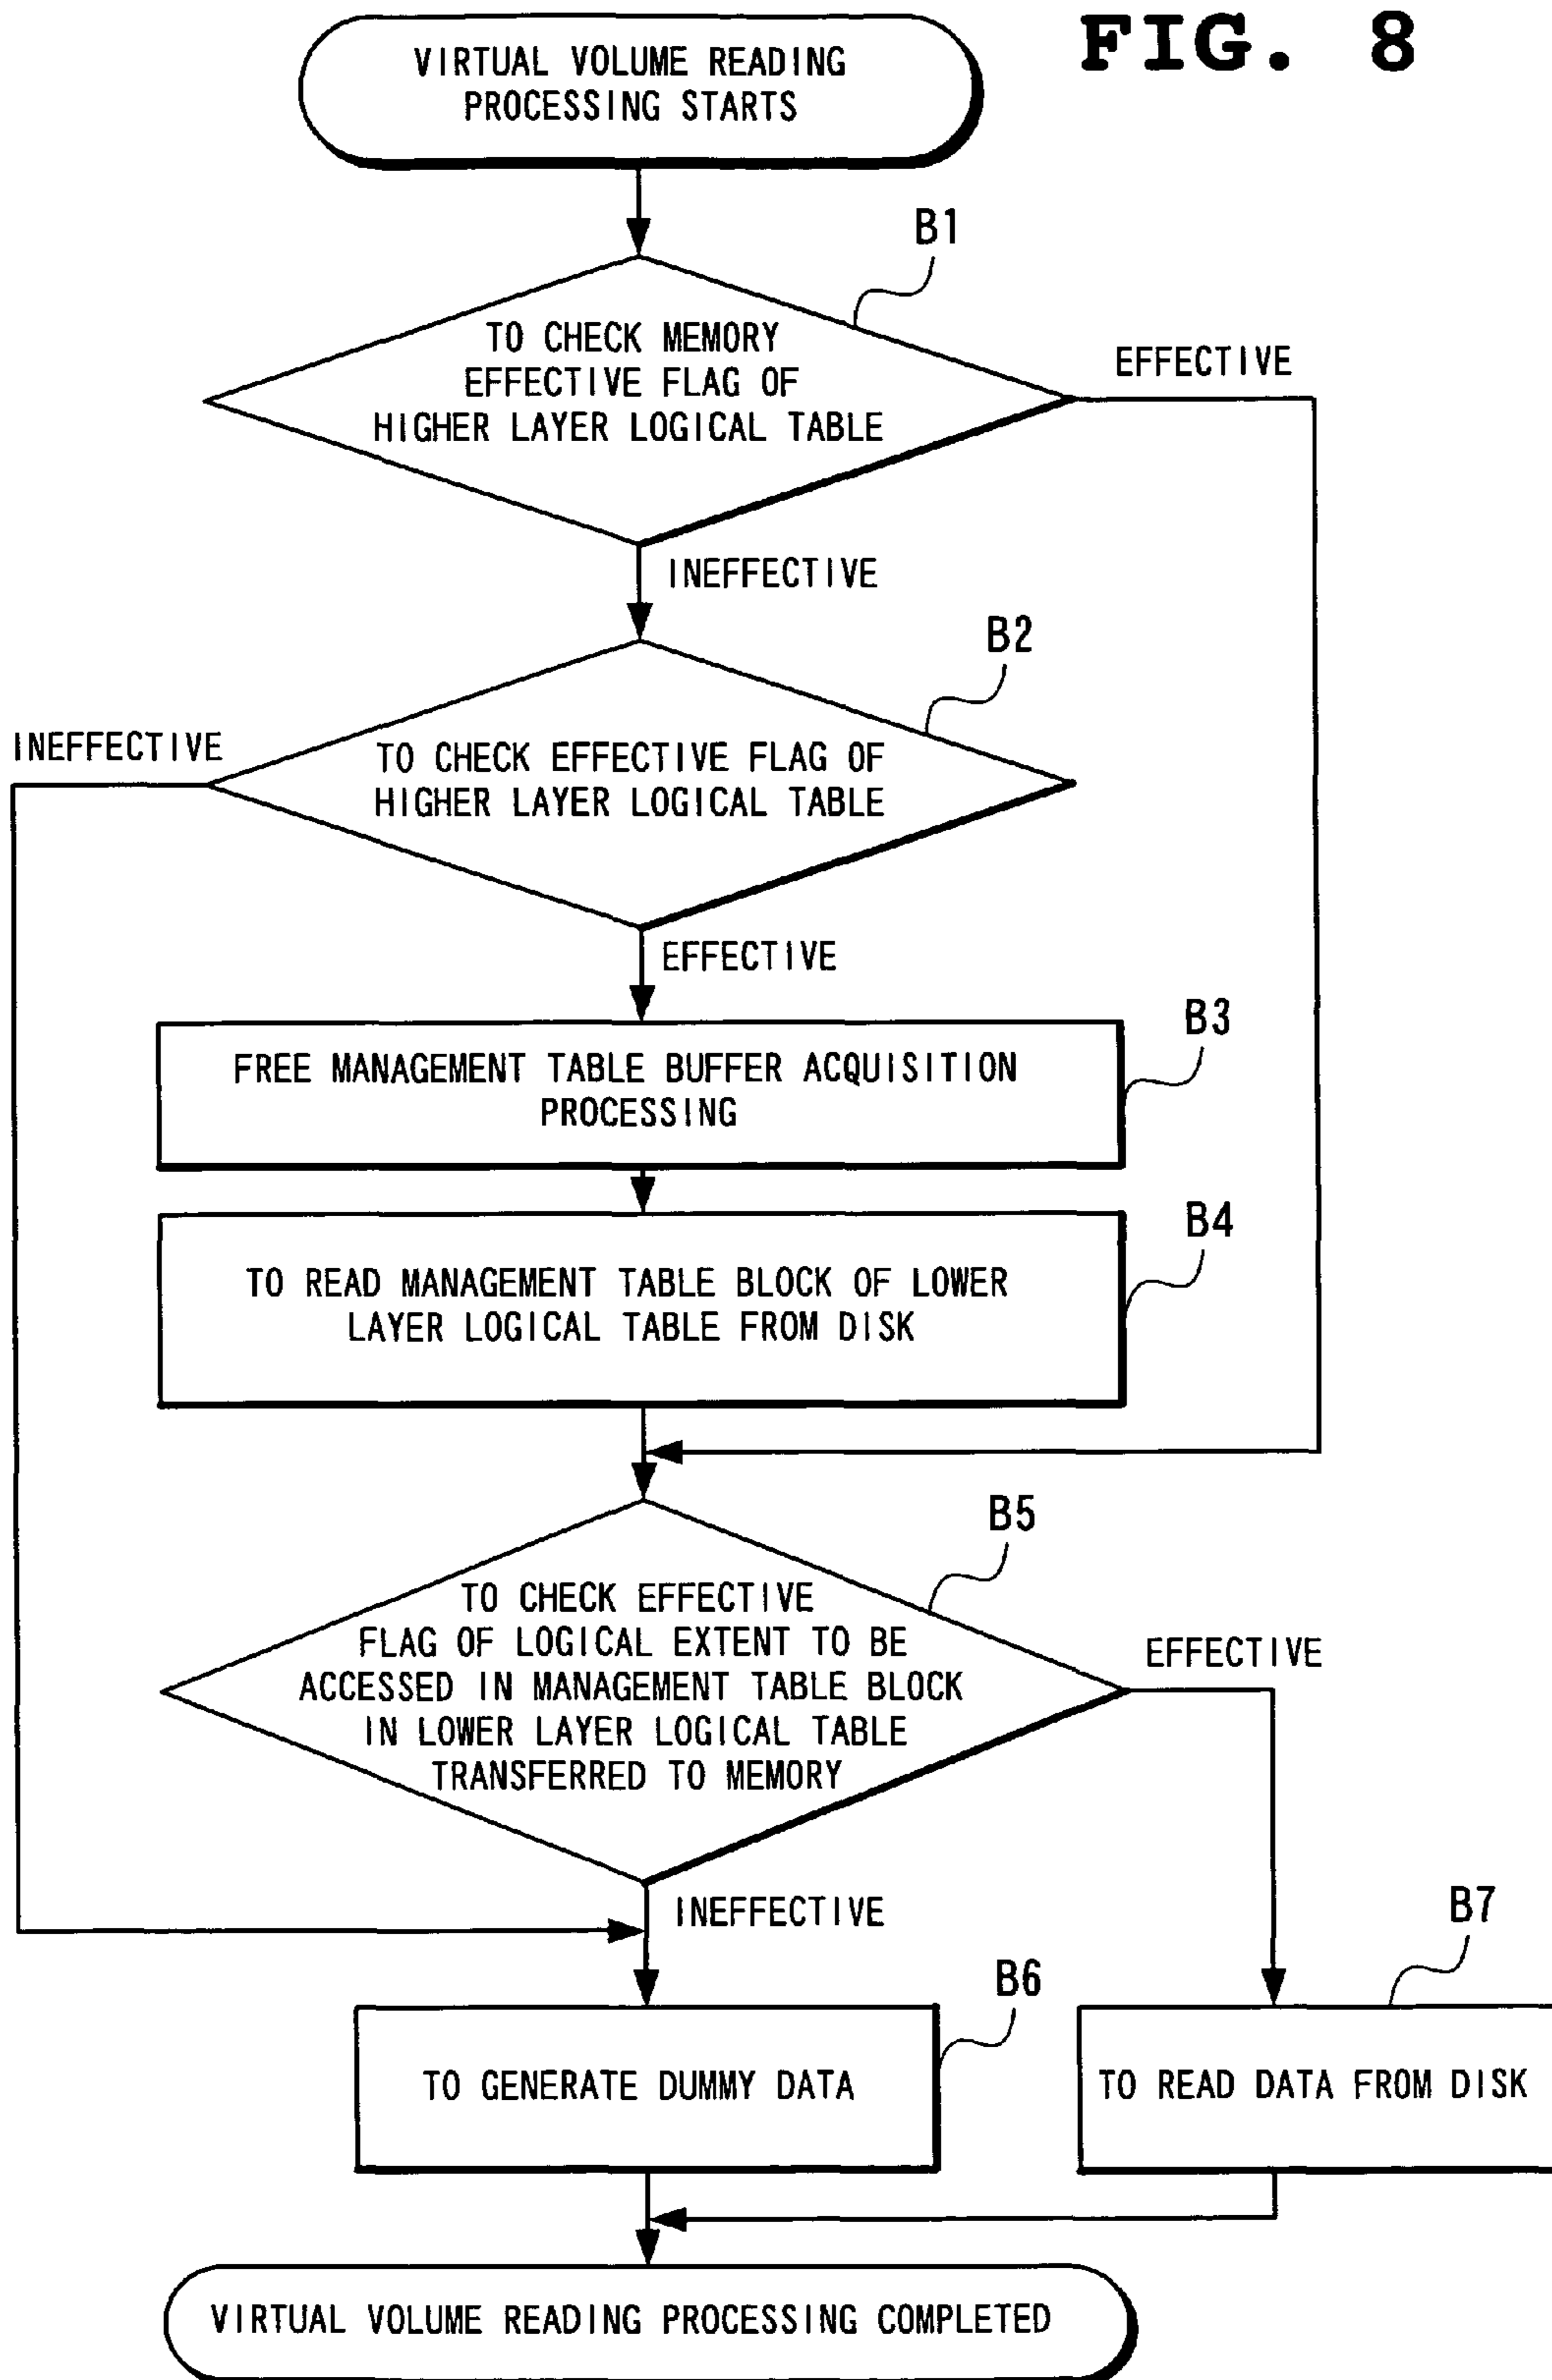 FIG. 8
VIRTUAL VOLUME READING
PROCESSING STARTS
B1
TO CHECK MEMORY
EFFECTIVE FLAG OF
HIGHER LAYER LOGICAL TABLE
EFFECTIVE
INEFFECTIVE
B2
INEFFECTIVE
TO CHECK EFFECTIVE FLAG OF
HIGHER LAYER LOGICAL TABLE
EFFECTIVE
B3
FREE MANAGEMENT TABLE BUFFER ACQUISITION
PROCESSING
B4
TO READ MANAGEMENT TABLE BLOCK OF LOWER
LAYER LOGICAL TABLE FROM DISK
B5
TO CHECK EFFECTIVE
FLAG OF LOGICAL EXTENT TO BE
ACCESSED IN MANAGEMENT TABLE BLOCK
IN LOWER LAYER LOGICAL TABLE
TRANSFERRED TO MEMORY
EFFECTIVE
INEFFECTIVE
B6
B7
TO GENERATE DUMMY DATA
TO READ DATA FROM DISK
VIRTUAL VOLUME READING PROCESSING COMPLETED